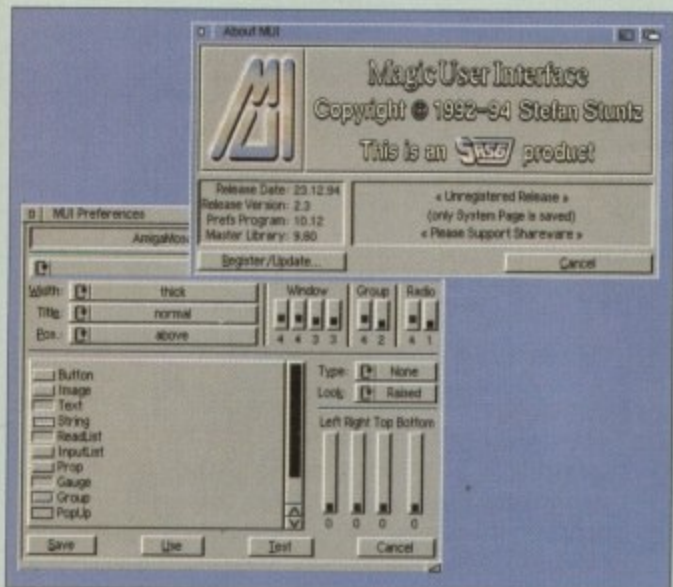 About MUI
MagicUserInterface
Copyright © 1992-94 Stefan Stuntz
This is an SASG product
Release Date: 23.12.94
Release Version: 2.3
Prefs Program: 10.12
Master Library: 9.60
« Unregistered Release »
(only System Page is saved)
« Please Support Shareware »
Register/Update...
Cancel
MUI Preferences
AmigaMosa
Width: thick
Title: normal
Pos.: above
Window
Group
Radio
4 4 3 3
4 2
4 1
Button
Image
Text
String
ReadList
InputList
Prop
Gauge
Group
PopUp
Type: None
Look: Raised
Left Right Top Bottom
0 0 0 0
Save
Use
Test
Cancel